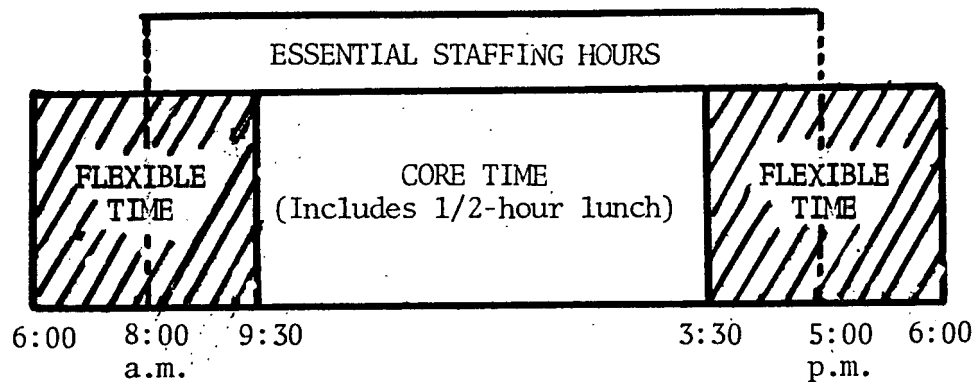 ESSENTIAL STAFFING HOURS
FLEXIBLE
TIME
CORE TIME
(Includes 1/2-hour lunch)
FLEXIBLE
TIME
6:00 8:00 9:30 3:30 5:00 6:00
a.m. p.m.